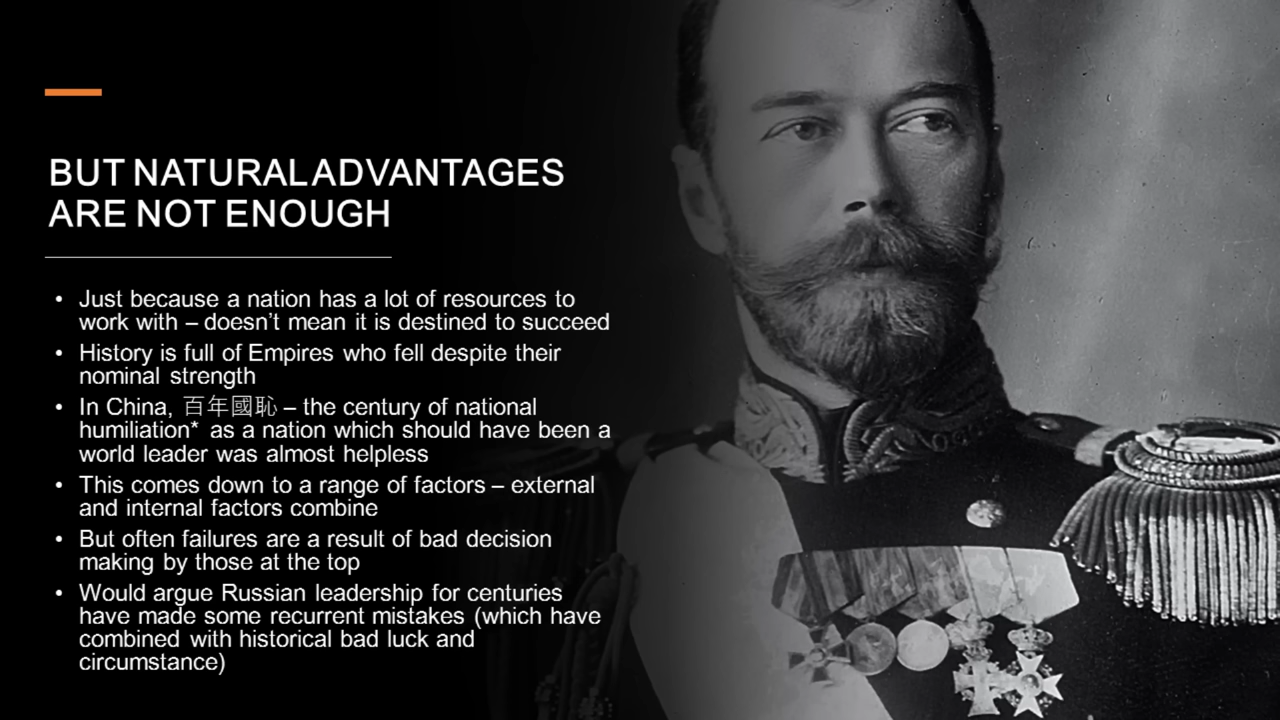 BUT NATURAL ADVANTAGES
ARE NOT ENOUGH
• Just because a nation has a lot of resources to
work with – doesn’t mean it is destined to succeed
• History is full of Empires who fell despite their
nominal strength
• In China, 百年國恥 – the century of national
humiliation* as a nation which should have been a
world leader was almost helpless
• This comes down to a range of factors – external
and internal factors combine
• But often failures are a result of bad decision
making by those at the top
• Would argue Russian leadership for centuries
have made some recurrent mistakes (which have
combined with historical bad luck and
circumstance)